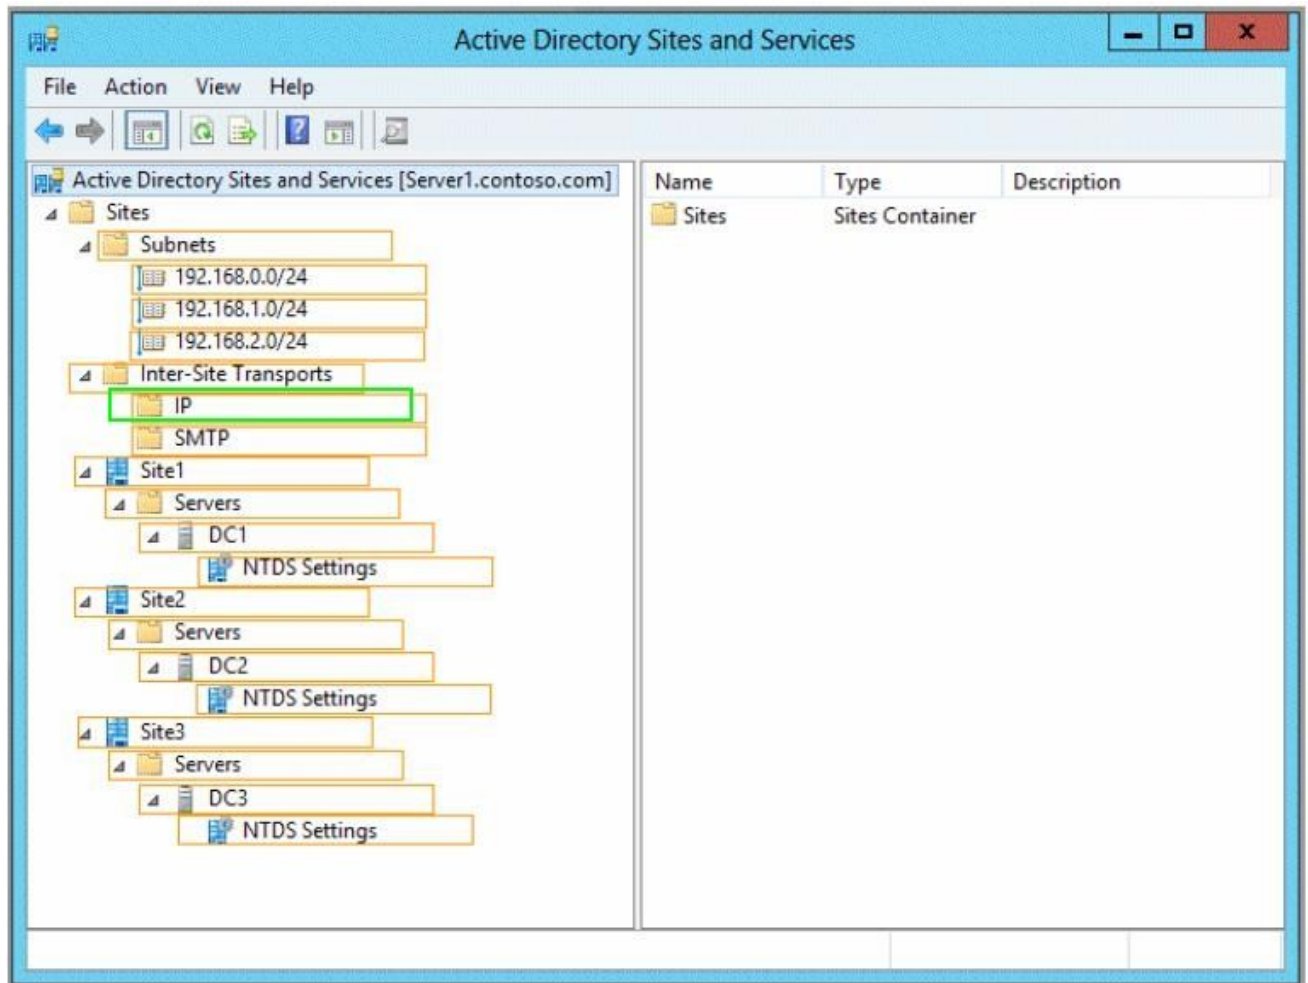 Active Directory Sites and Services
File Action View Help
Active Directory Sites and Services [Server1.contoso.com]
Sites
Subnets
192.168.0.0/24
192.168.1.0/24
192.168.2.0/24
Inter-Site Transports
IP
SMTP
Site1
Servers
DC1
NTDS Settings
Site2
Servers
DC2
NTDS Settings
Site3
Servers
DC3
NTDS Settings
Name Type Description
Sites Sites Container